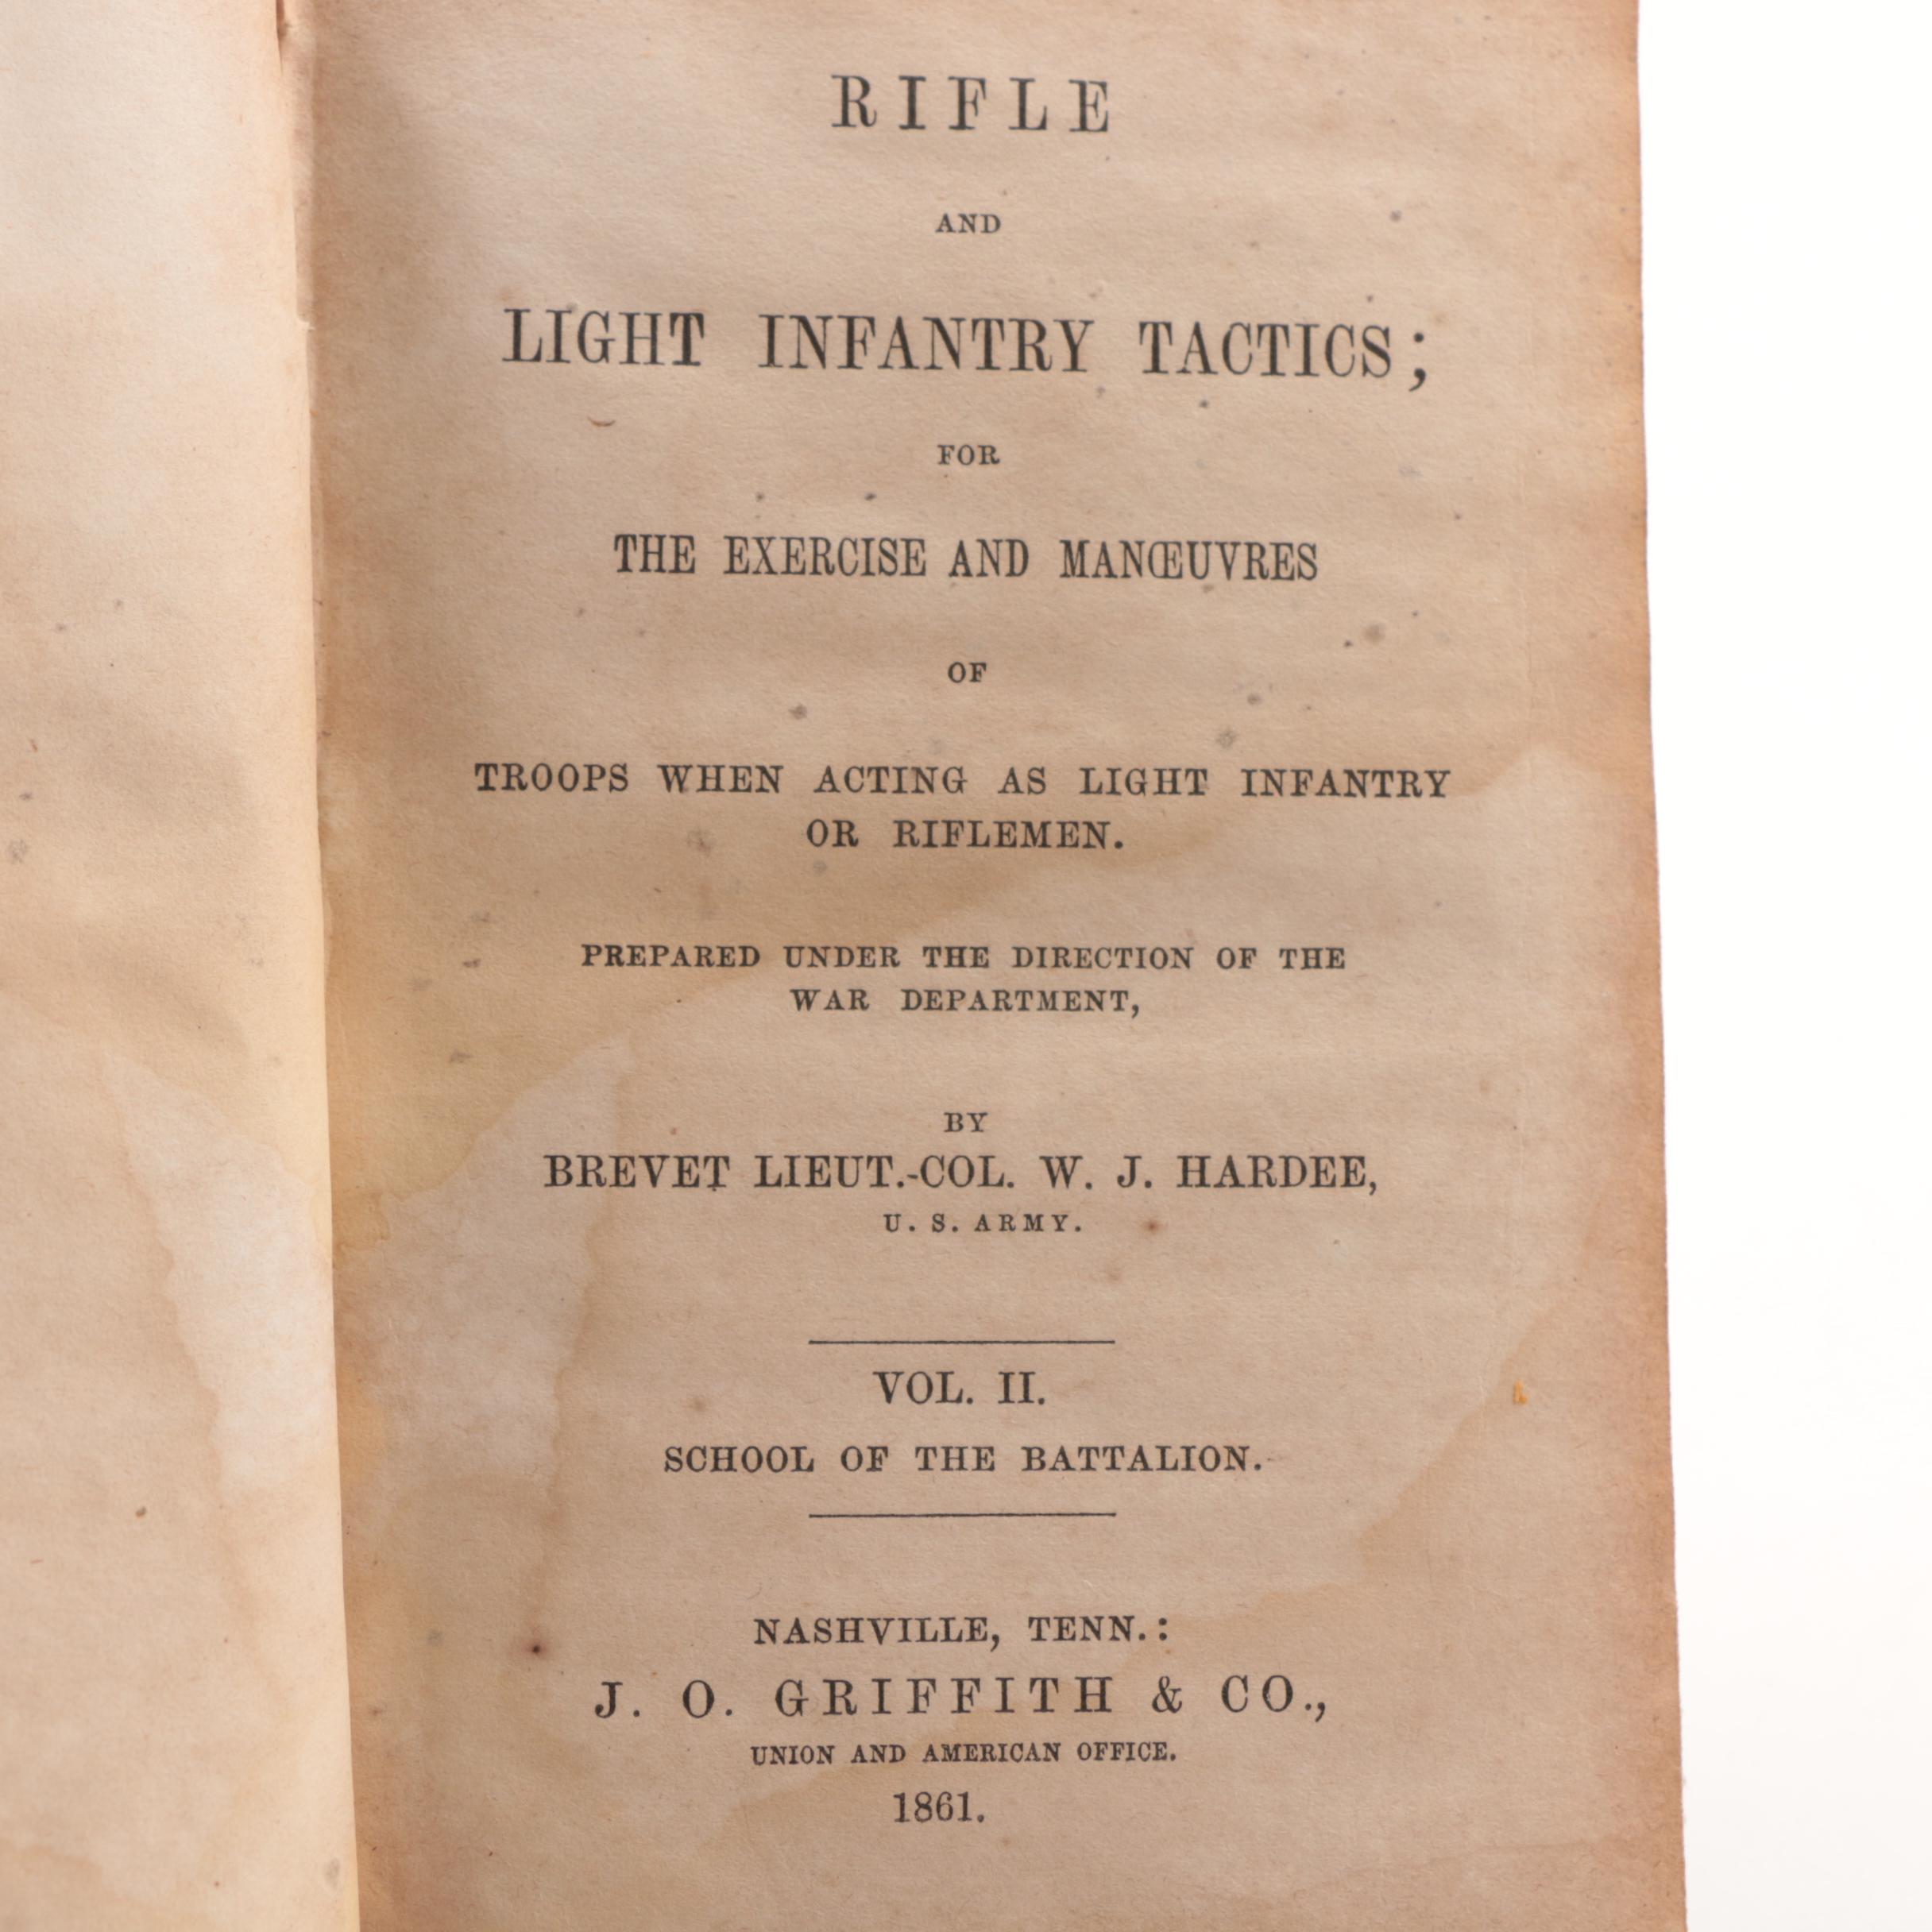 RIFLE
AND
LIGHT INFANTRY TACTICS;
FOR
THE EXERCISE AND MANŒUVRES
OF
TROOPS WHEN ACTING AS LIGHT INFANTRY
OR RIFLEMEN.
PREPARED UNDER THE DIRECTION OF THE
WAR DEPARTMENT,
BY
BREVET LIEUT.-COL. W. J. HARDEE,
U. S. ARMY.
VOL. II.
SCHOOL OF THE BATTALION.
NASHVILLE, TENN.:
J. O. GRIFFITH & CO.,
UNION AND AMERICAN OFFICE.
1861.